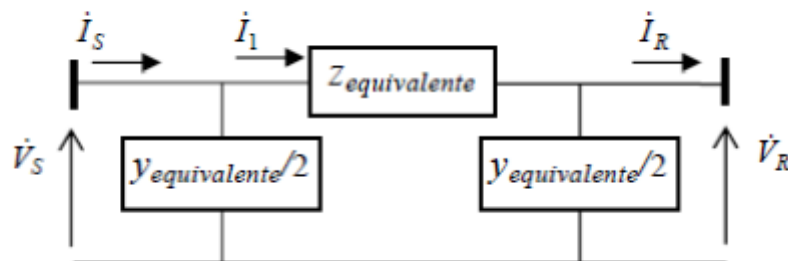 İ_S İ_1 z_equivalente İ_R
V̇_S y_equivalente/2 y_equivalente/2 V̇_R